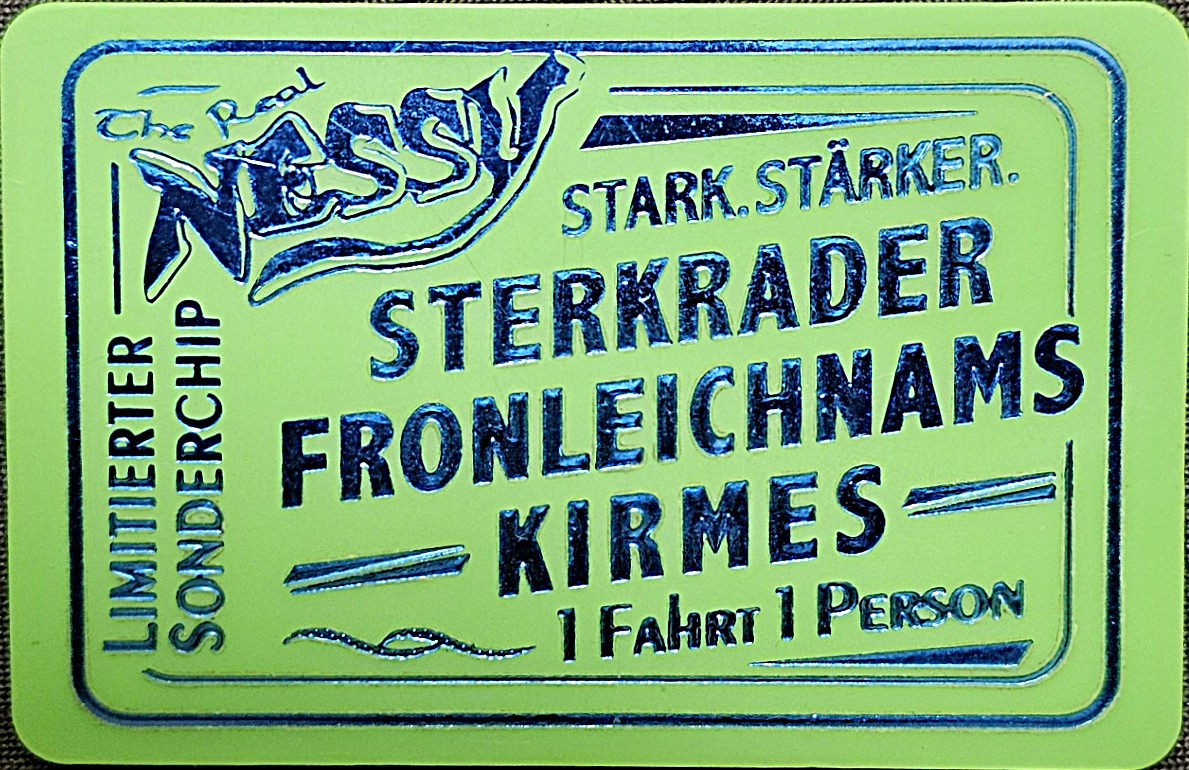 The Real
NESSY
STARK. STÄRKER.
STERKRADER
FRONLEICHNAMS
KIRMES
1 FAHRT 1 PERSON
LIMITIERTER
SONDERCHIP